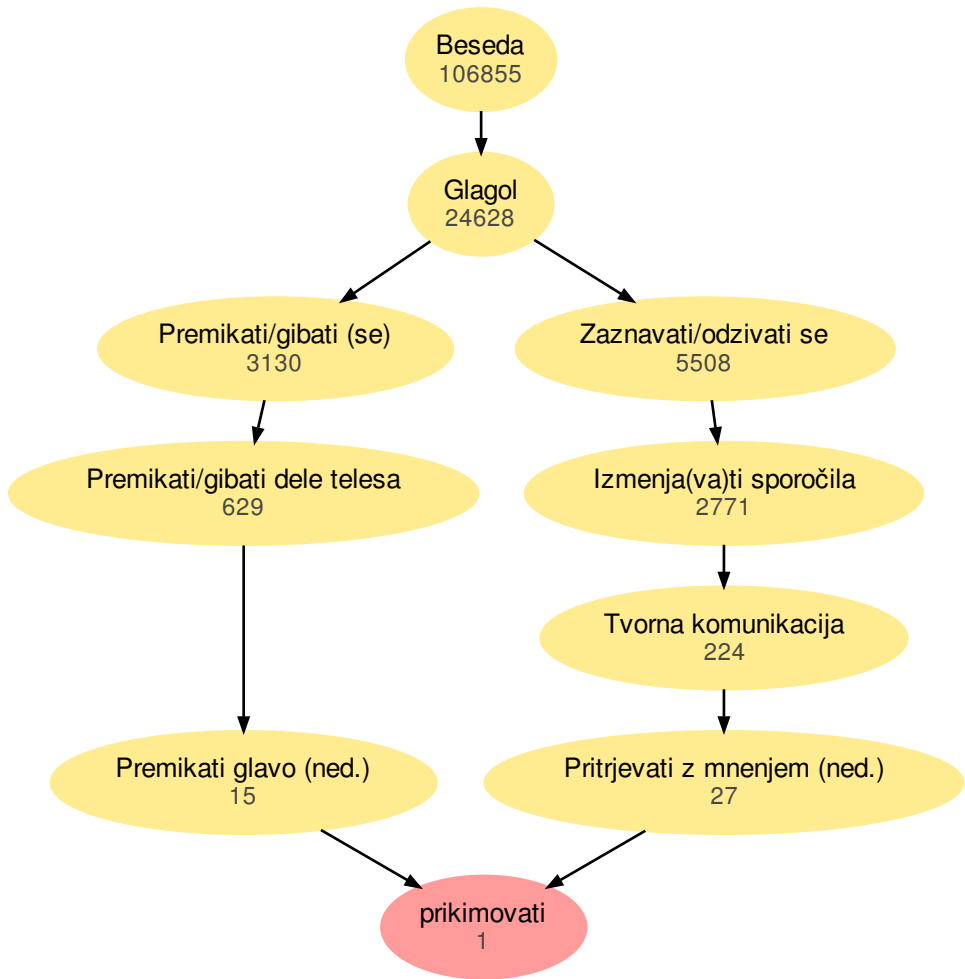 Beseda
106855
Glagol
24628
Premikati/gibati (se)
3130
Zaznavati/odzivati se
5508
Premikati/gibati dele telesa
629
Izmenja(va)ti sporočila
2771
Tvorna komunikacija
224
Premikati glavo (ned.)
15
Pritrjevati z mnenjem (ned.)
27
prikimovati
1